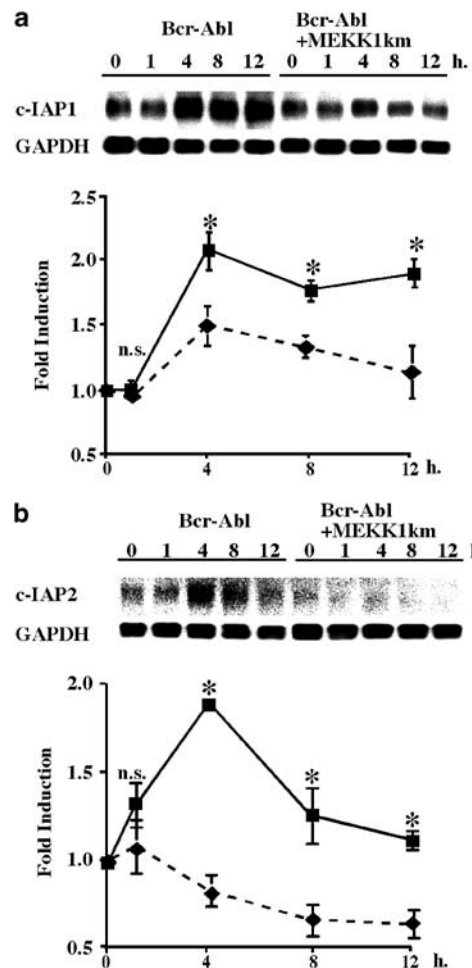 a
Bcr-Abl
Bcr-Abl
+MEKK1km
0 1 4 8 12 0 1 4 8 12 h.
c-IAP1
GAPDH
Fold Induction
2.5
2.0
1.5
1.0
0.5
n.s.
*
*
*
0 4 8 12 h.
b
Bcr-Abl
Bcr-Abl
+MEKK1km
0 1 4 8 12 0 1 4 8 12
c-IAP2
GAPDH
Fold Induction
2.0
1.5
1.0
0.5
n.s.
*
*
*
0 4 8 12 h.